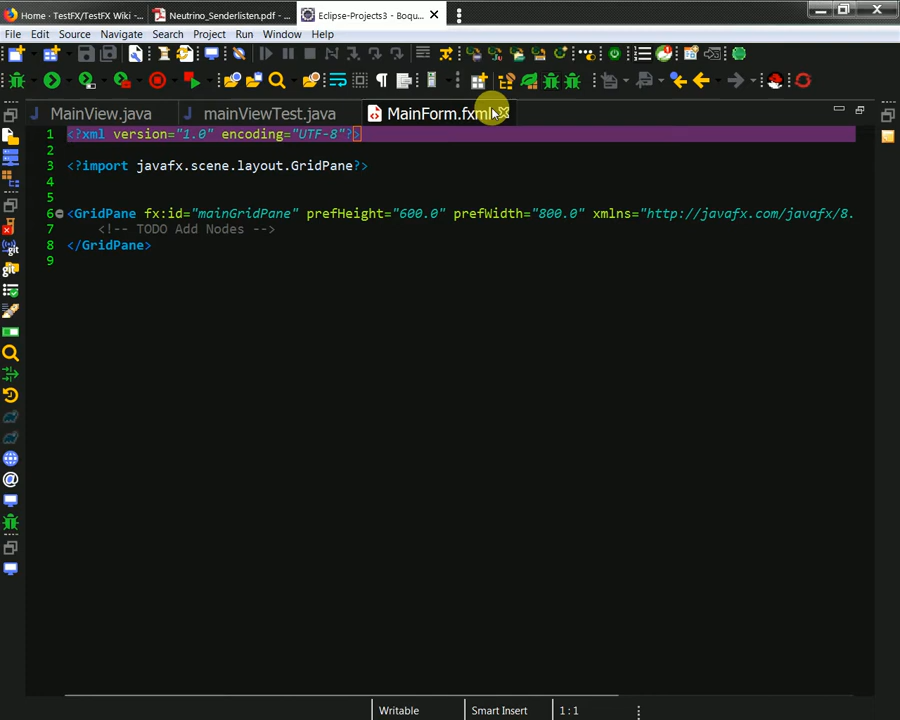 Home · TestFX/TestFX Wiki -...
Neutrino_Senderlisten.pdf - ...
Eclipse-Projects3 - Boqu...
File Edit Source Navigate Search Project Run Window Help
MainView.java
mainViewTest.java
MainForm.fxml
1 <?xml version="1.0" encoding="UTF-8"?>
2
3 <?import javafx.scene.layout.GridPane?>
4
5
6 <GridPane fx:id="mainGridPane" prefHeight="600.0" prefWidth="800.0" xmlns="http://javafx.com/javafx/8.
7 <!-- TODO Add Nodes -->
8 </GridPane>
9
git
git
Writable
Smart Insert
1 : 1